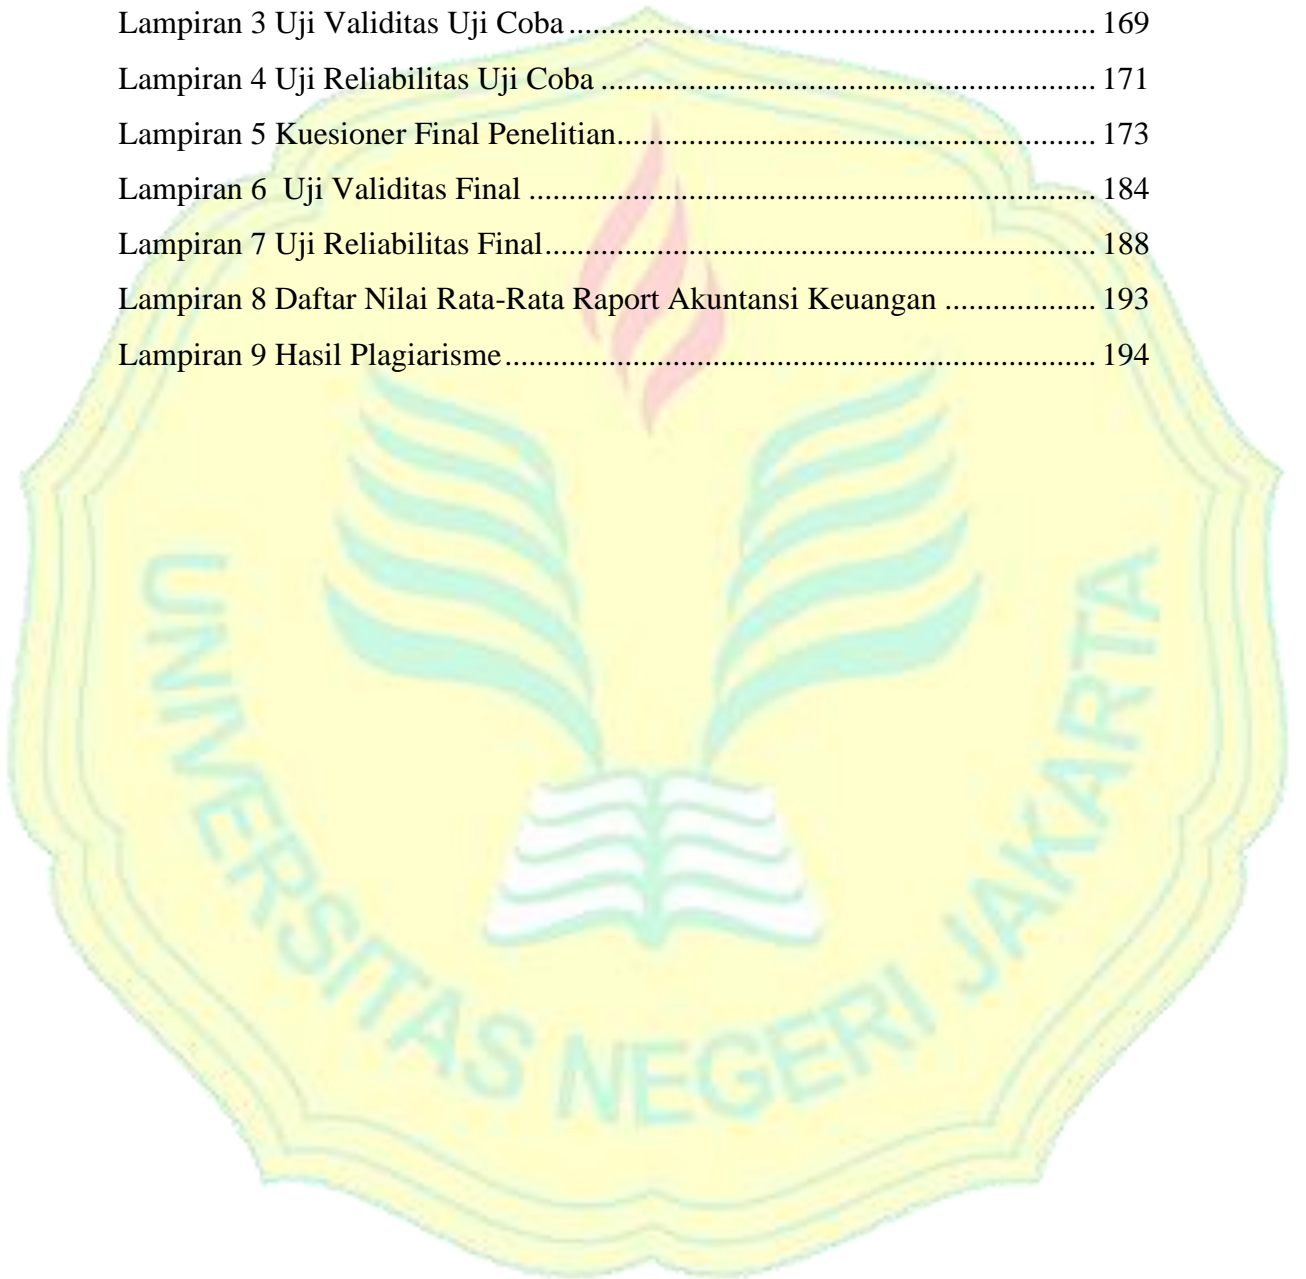 Lampiran 3 Uji Validitas Uji Coba ................................................................ 169
Lampiran 4 Uji Reliabilitas Uji Coba ............................................................ 171
Lampiran 5 Kuesioner Final Penelitian.......................................................... 173
Lampiran 6  Uji Validitas Final ..................................................................... 184
Lampiran 7 Uji Reliabilitas Final................................................................... 188
Lampiran 8 Daftar Nilai Rata-Rata Raport Akuntansi Keuangan .................. 193
Lampiran 9 Hasil Plagiarisme........................................................................ 194
UNIVERSITAS NEGERI JAKARTA